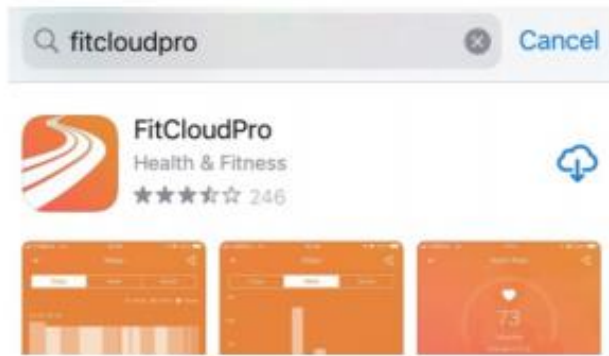 fitcloudpro
Cancel
FitCloudPro
Health & Fitness
246
73